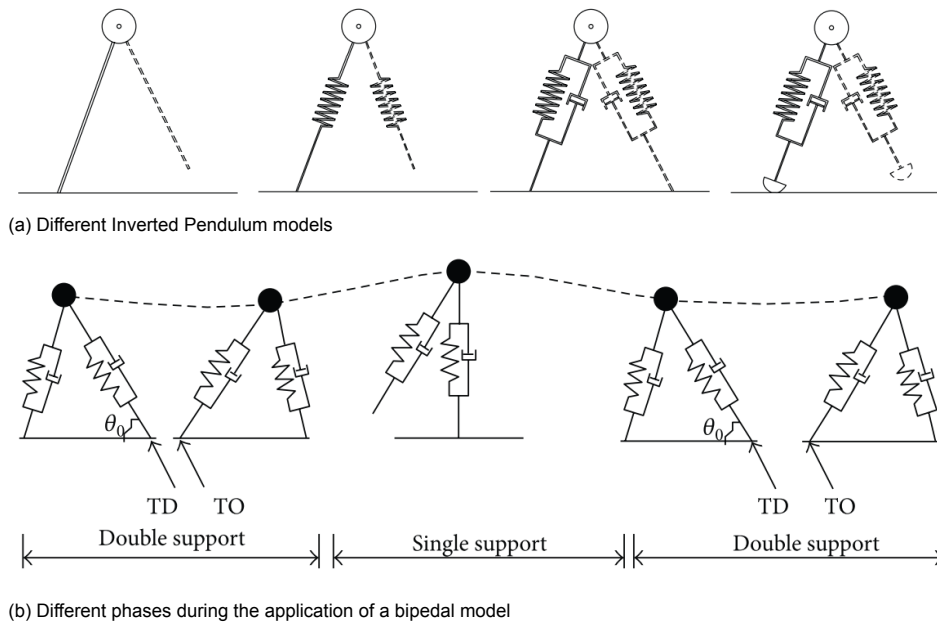 (a) Different Inverted Pendulum models
θ₀ θ₀
TD TO TD TO
Double support Single support Double support
(b) Different phases during the application of a bipedal model